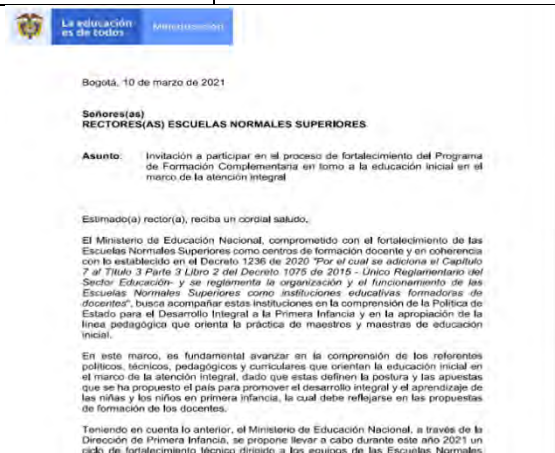 La educación
es de todos
Mineducación
Bogotá, 10 de marzo de 2021
Señores(as)
RECTORES(AS) ESCUELAS NORMALES SUPERIORES
Asunto: Invitación a participar en el proceso de fortalecimiento del Programa
de Formación Complementaria en torno a la educación inicial en el
marco de la atención integral
Estimado(a) rector(a), reciba un cordial saludo,
El Ministerio de Educación Nacional, comprometido con el fortalecimiento de las
Escuelas Normales Superiores como centros de formación docente y en coherencia
con lo establecido en el Decreto 1236 de 2020 "Por el cual se adiciona el Capítulo
7 al Título 3 Parte 3 Libro 2 del Decreto 1075 de 2015 - Único Reglamentario del
Sector Educación- y se reglamenta la organización y el funcionamiento de las
Escuelas Normales Superiores como instituciones educativas formadoras de
docentes", busca acompañar estas instituciones en la comprensión de la Política de
Estado para el Desarrollo Integral a la Primera Infancia y en la apropiación de la
línea pedagógica que orienta la práctica de maestros y maestras de educación
inicial.
En este marco, es fundamental avanzar en la comprensión de los referentes
políticos, técnicos, pedagógicos y curriculares que orientan la educación inicial en
el marco de la atención integral, dado que estas definen la postura y las apuestas
que se ha propuesto el país para promover el desarrollo integral y el aprendizaje de
las niñas y los niños en primera infancia, la cual debe reflejarse en las propuestas
de formación de los docentes.
Teniendo en cuenta lo anterior, el Ministerio de Educación Nacional, a través de la
Dirección de Primera Infancia, se propone llevar a cabo durante este año 2021 un
ciclo de fortalecimiento técnico dirigido a los equipos de las Escuelas Normales